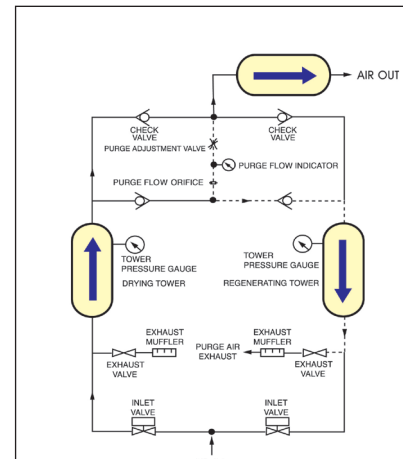 AIR OUT
CHECK
VALVE
CHECK
VALVE
PURGE ADJUSTMENT VALVE
PURGE FLOW INDICATOR
PURGE FLOW ORIFICE
TOWER
PRESSURE GAUGE
DRYING TOWER
TOWER
PRESSURE GAUGE
REGENERATING TOWER
EXHAUST
MUFFLER
EXHAUST
VALVE
PURGE AIR
EXHAUST
EXHAUST
MUFFLER
EXHAUST
VALVE
INLET
VALVE
INLET
VALVE